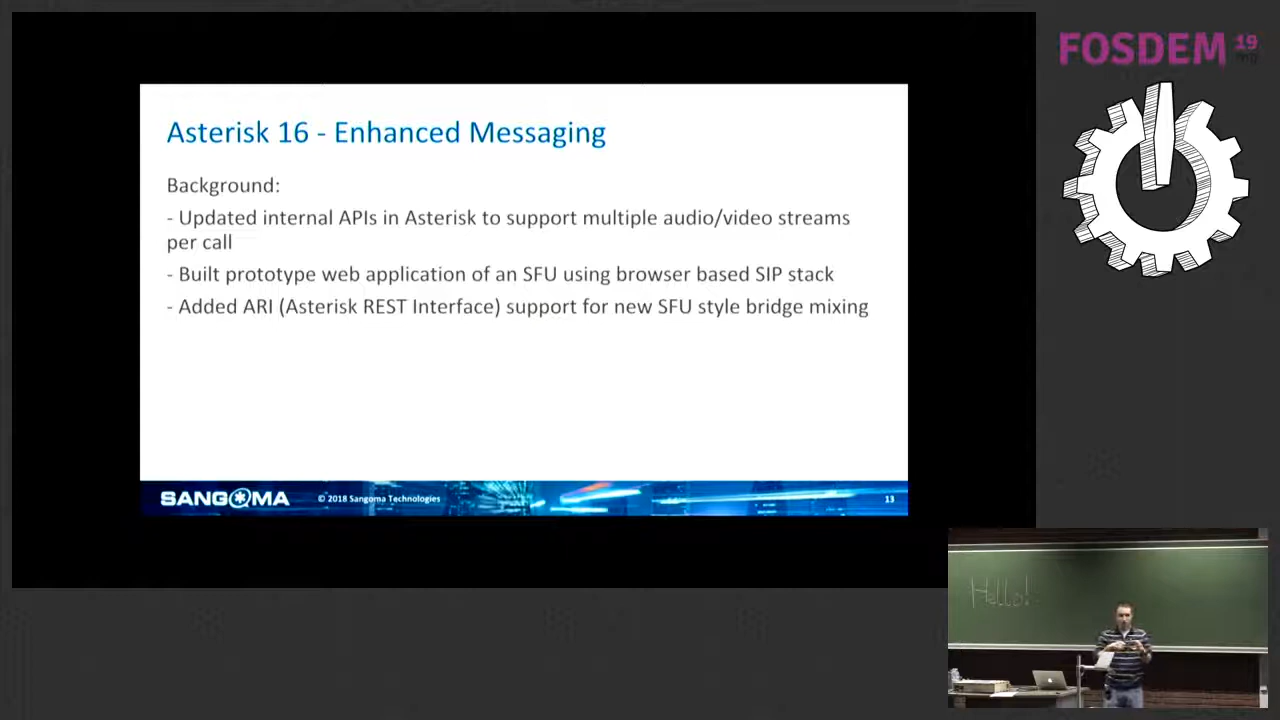 FOSDEM 19
.org
Asterisk 16 - Enhanced Messaging
Background:
- Updated internal APIs in Asterisk to support multiple audio/video streams
per call
- Built prototype web application of an SFU using browser based SIP stack
- Added ARI (Asterisk REST Interface) support for new SFU style bridge mixing
SANGOMA
© 2018 Sangoma Technologies
13
Hello!